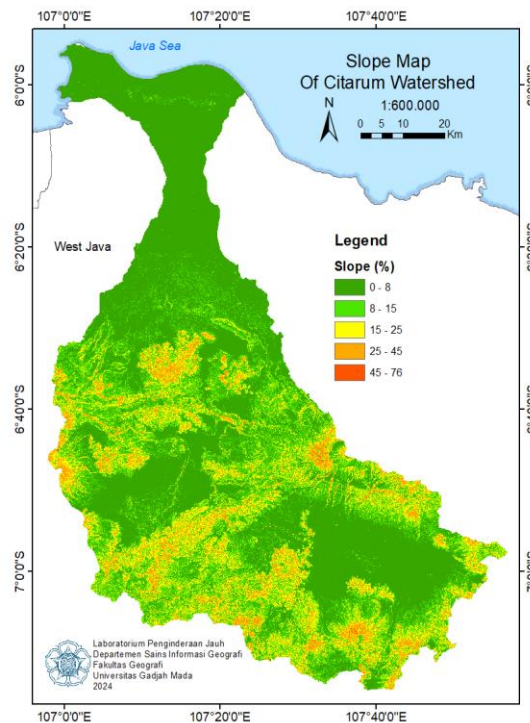 107°0'0"E 107°20'0"E 107°40'0"E
Java Sea
Slope Map
Of Citarum Watershed
N
1:600.000
0 5 10 20
Km
6°0'0"S
6°20'0"S
6°40'0"S
7°0'0"S
West Java
Legend
Slope (%)
0 - 8
8 - 15
15 - 25
25 - 45
45 - 76
Laboratorium Penginderaan Jauh
Departemen Sains Informasi Geografi
Fakultas Geografi
Universitas Gadjah Mada
2024
107°0'0"E 107°20'0"E 107°40'0"E